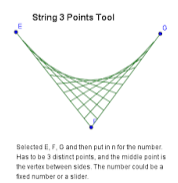 String 3 Points Tool
E
G
F
Selected E, F, G and then put in n for the number.
Has to be 3 distinct points, and the middle point is
the vertex between sides. The number could be a
fixed number or a slider.